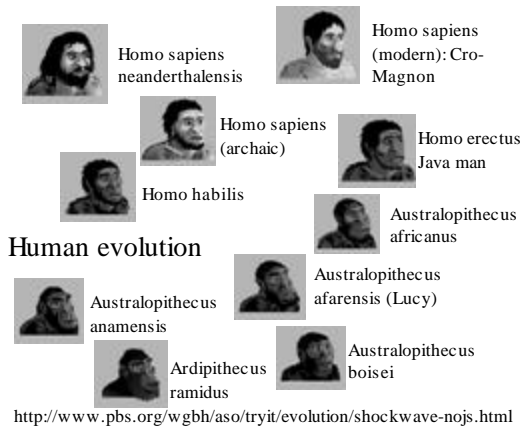 Homo sapiens
neanderthalensis
Homo sapiens
(modern): Cro-
Magnon
Homo sapiens
(archaic)
Homo erectus
Java man
Homo habilis
Australopithecus
africanus
Human evolution
Australopithecus
afarensis (Lucy)
Australopithecus
anamensis
Australopithecus
boisei
Ardipithecus
ramidus
http://www.pbs.org/wgbh/aso/tryit/evolution/shockwave-nojs.html